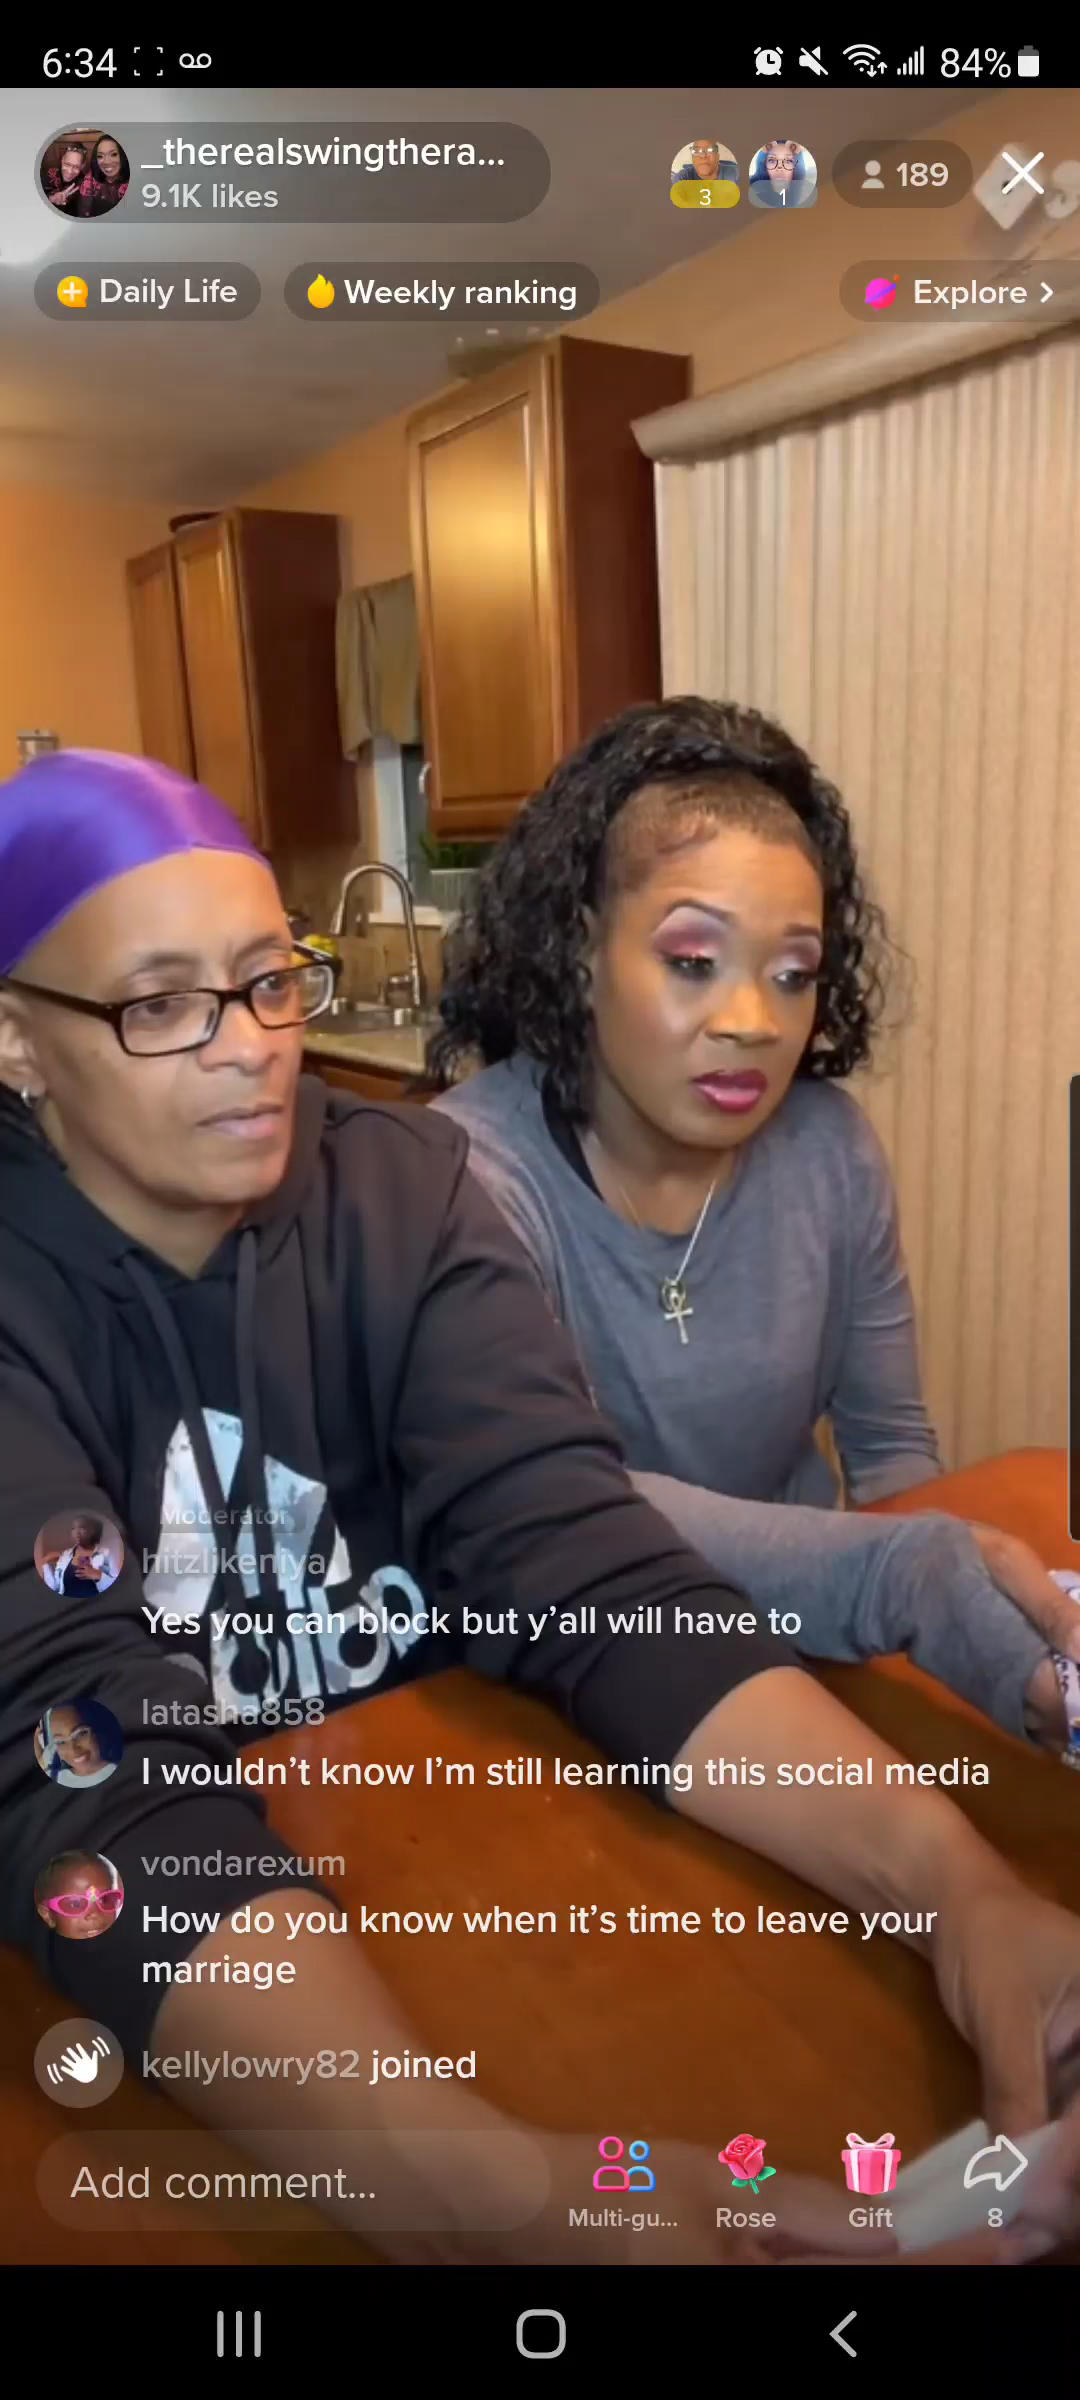 6:34
84%
_therealswingthera...
9.1K likes
3
1
189
Daily Life
Weekly ranking
Explore >
Moderator
hitzlikeniya
Yes you can block but y’all will have to
latasha858
I wouldn’t know I’m still learning this social media
vondarexum
How do you know when it’s time to leave your
marriage
kellylowry82 joined
Add comment...
Multi-gu...
Rose
Gift
8